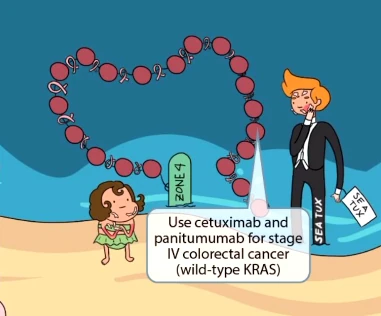 ZONE 4
SEA
TUX
SEA TUX
Use cetuximab and
panitumumab for stage
IV colorectal cancer
(wild-type KRAS)